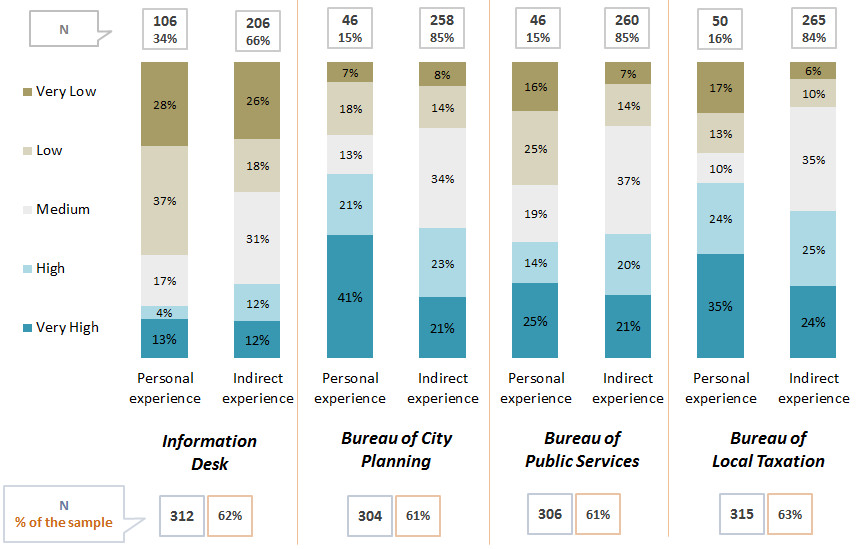 N
106 206 46 258 46 260 50 265
34% 66% 15% 85% 15% 85% 16% 84%
Very Low
Low
Medium
High
Very High
28%
37%
17%
4%
13%
26%
18%
31%
12%
12%
7%
18%
13%
21%
41%
8%
14%
34%
23%
21%
16%
25%
19%
14%
25%
7%
14%
37%
20%
21%
17%
13%
10%
24%
35%
6%
10%
35%
25%
24%
Personal
experience
Indirect
experience
Personal
experience
Indirect
experience
Personal
experience
Indirect
experience
Personal
experience
Indirect
experience
Information
Desk
Bureau of City
Planning
Bureau of
Public Services
Bureau of
Local Taxation
N
% of the sample
312 62%
304 61%
306 61%
315 63%